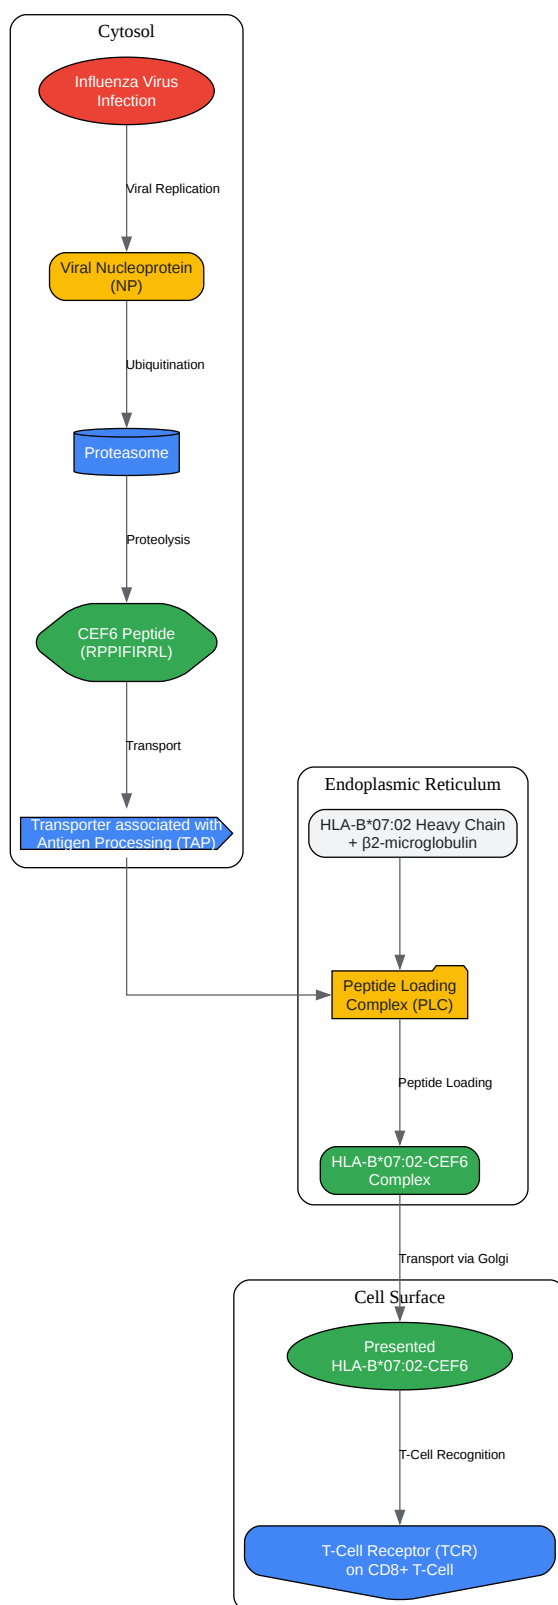 Cytosol
Influenza Virus
Infection
Viral Replication
Viral Nucleoprotein
(NP)
Ubiquitination
Proteasome
Proteolysis
CEF6 Peptide
(RPPIFIRRL)
Transport
Transporter associated with
Antigen Processing (TAP)
Endoplasmic Reticulum
HLA-B*07:02 Heavy Chain
+ β2-microglobulin
Peptide Loading
Complex (PLC)
Peptide Loading
HLA-B*07:02-CEF6
Complex
Transport via Golgi
Cell Surface
Presented
HLA-B*07:02-CEF6
T-Cell Recognition
T-Cell Receptor (TCR)
on CD8+ T-Cell